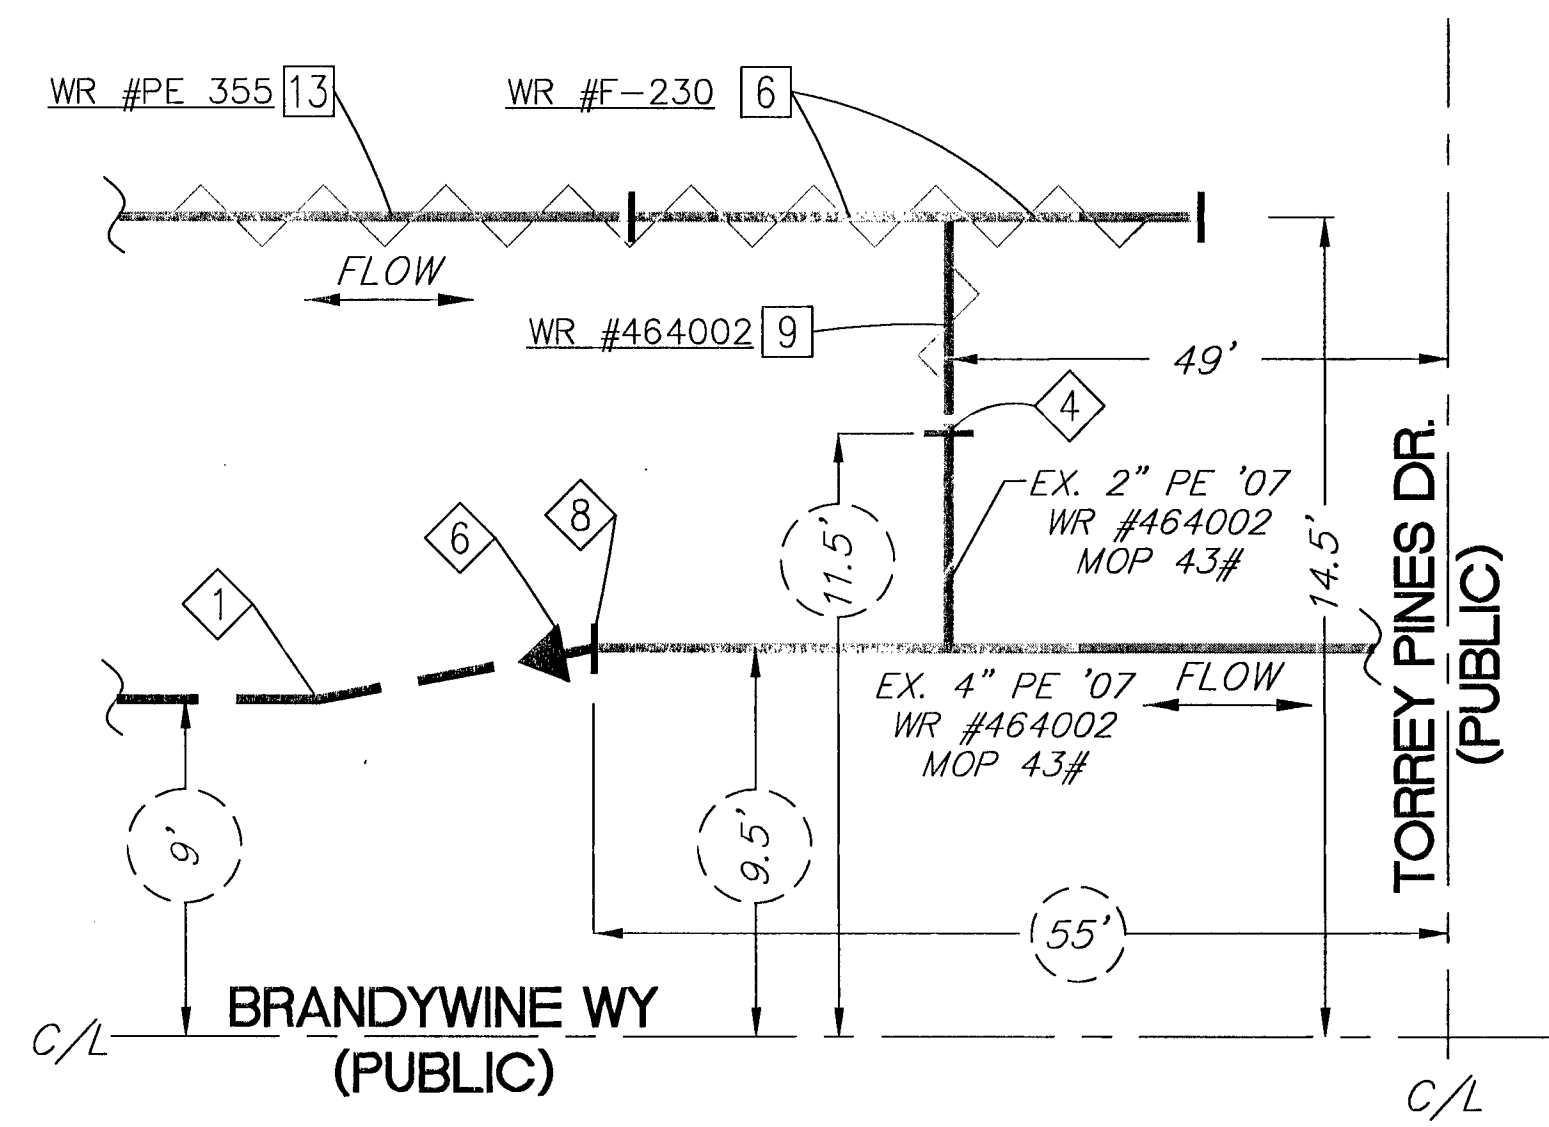 WR #PE 355 13
WR #F-230 6
FLOW
WR #464002 9
49'
4
EX. 2" PE '07
WR #464002
MOP 43#
11.5'
14.5'
8
6
1
EX. 4" PE '07
WR #464002
MOP 43#
FLOW
TORREY PINES DR.
(PUBLIC)
9'
9.5'
55'
BRANDYWINE WY
(PUBLIC)
C/L
C/L